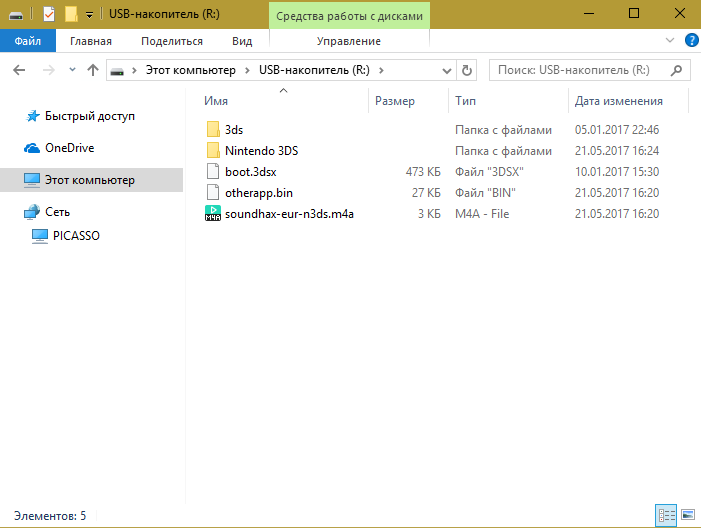 USB-накопитель (R:)
Средства работы с дисками
Файл Главная Поделиться Вид Управление
Этот компьютер USB-накопитель (R:) Поиск: USB-накопитель (R:)
Имя Размер Тип Дата изменения
Быстрый доступ
OneDrive
Этот компьютер
Сеть
PICASSO
3ds Папка с файлами 05.01.2017 22:46
Nintendo 3DS Папка с файлами 21.05.2017 16:24
boot.3dsx 473 КБ Файл "3DSX" 10.01.2017 15:30
otherapp.bin 27 КБ Файл "BIN" 21.05.2017 16:20
M4A soundhax-eur-n3ds.m4a 3 КБ M4A - File 21.05.2017 16:20
Элементов: 5